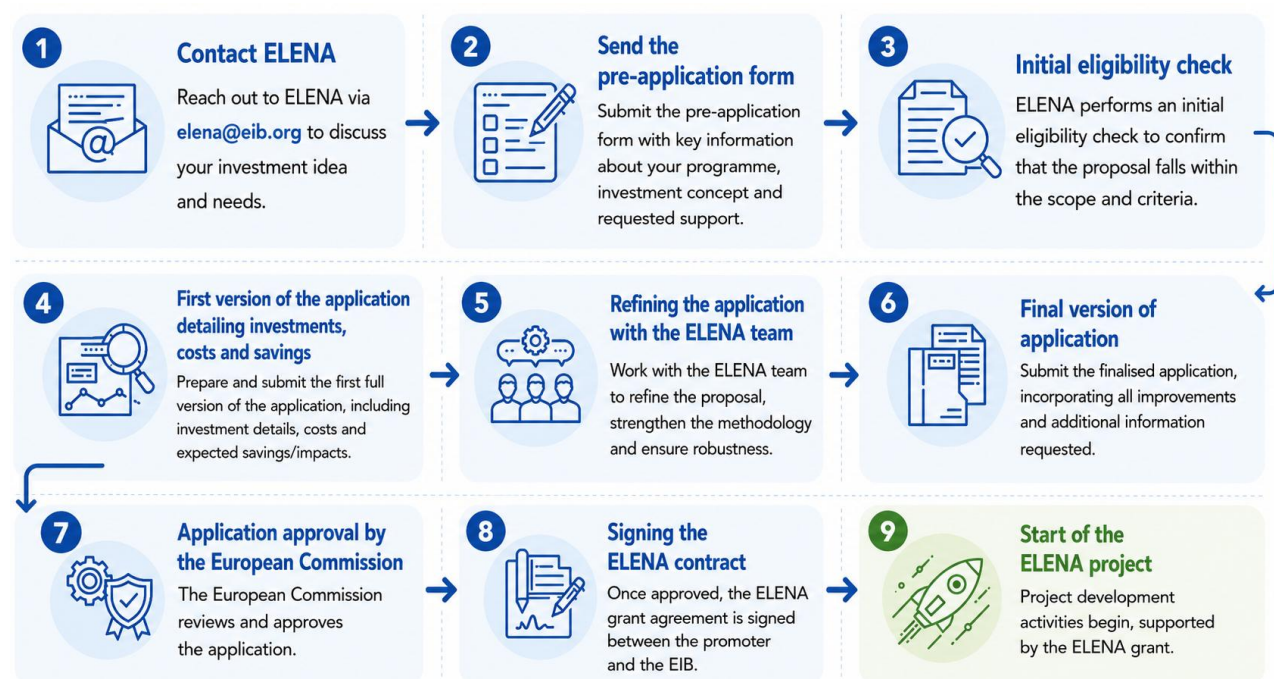 1
Contact ELENA
Reach out to ELENA via
elena@eib.org to discuss
your investment idea
and needs.
2
Send the
pre-application form
Submit the pre-application
form with key information
about your programme,
investment concept and
requested support.
3
Initial eligibility check
ELENA performs an initial
eligibility check to confirm
that the proposal falls within
the scope and criteria.
4
First version of the application
detailing investments,
costs and savings
Prepare and submit the first full
version of the application, including
investment details, costs and
expected savings/impacts.
5
Refining the application
with the ELENA team
Work with the ELENA team
to refine the proposal,
strengthen the methodology
and ensure robustness.
6
Final version of
application
Submit the finalised application,
incorporating all improvements
and additional information
requested.
7
Application approval by
the European Commission
The European Commission
reviews and approves
the application.
8
Signing the
ELENA contract
Once approved, the ELENA
grant agreement is signed
between the promoter
and the EIB.
9
Start of the
ELENA project
Project development
activities begin, supported
by the ELENA grant.